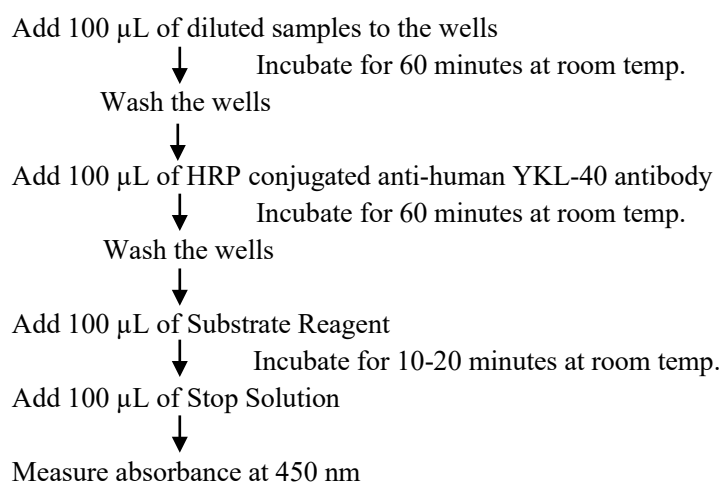 Add 100 µL of diluted samples to the wells
Incubate for 60 minutes at room temp.
Wash the wells
Add 100 µL of HRP conjugated anti-human YKL-40 antibody
Incubate for 60 minutes at room temp.
Wash the wells
Add 100 µL of Substrate Reagent
Incubate for 10-20 minutes at room temp.
Add 100 µL of Stop Solution
Measure absorbance at 450 nm